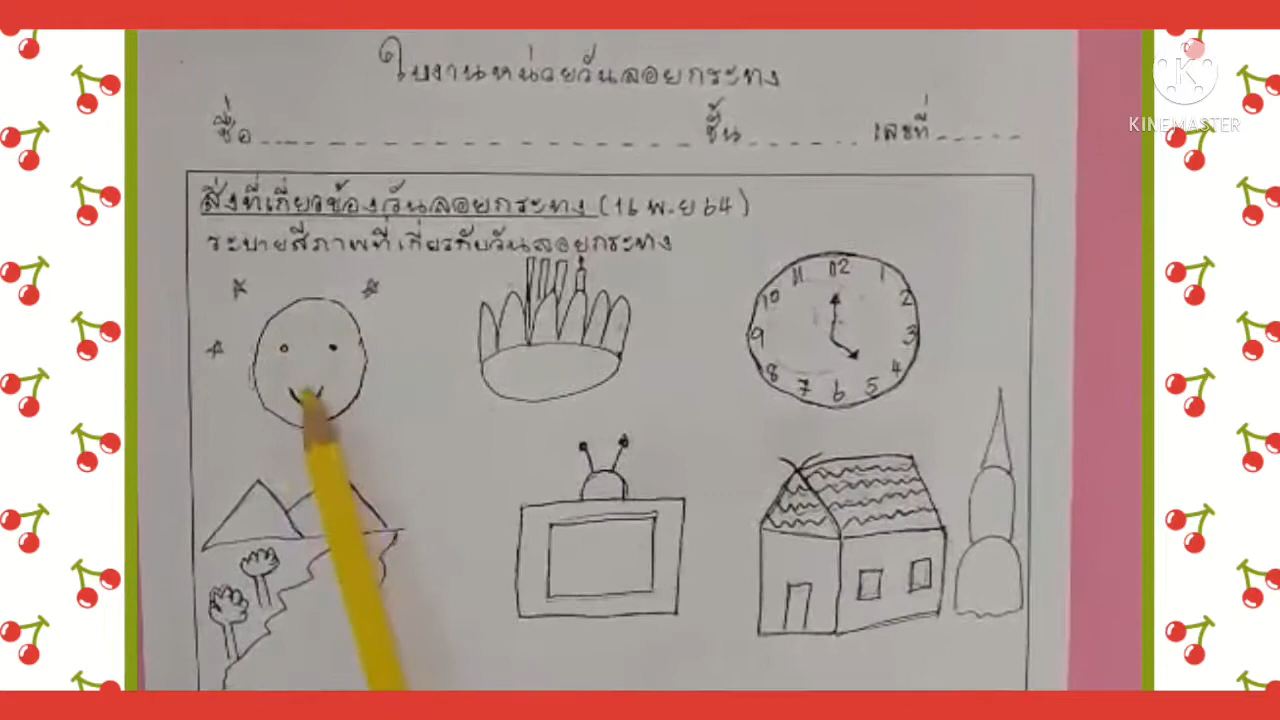 ใบงานหน่วยวันลอยกระทง
ชื่อ ชั้น เลขที่
สิ่งที่เกี่ยวข้องวันลอยกระทง (16 พ.ย 64)
ระบายสีภาพที่เกี่ยวกับวันลอยกระทง
12
11 1
10 2
9 3
8 4
7 6 5
K
KINEMASTER